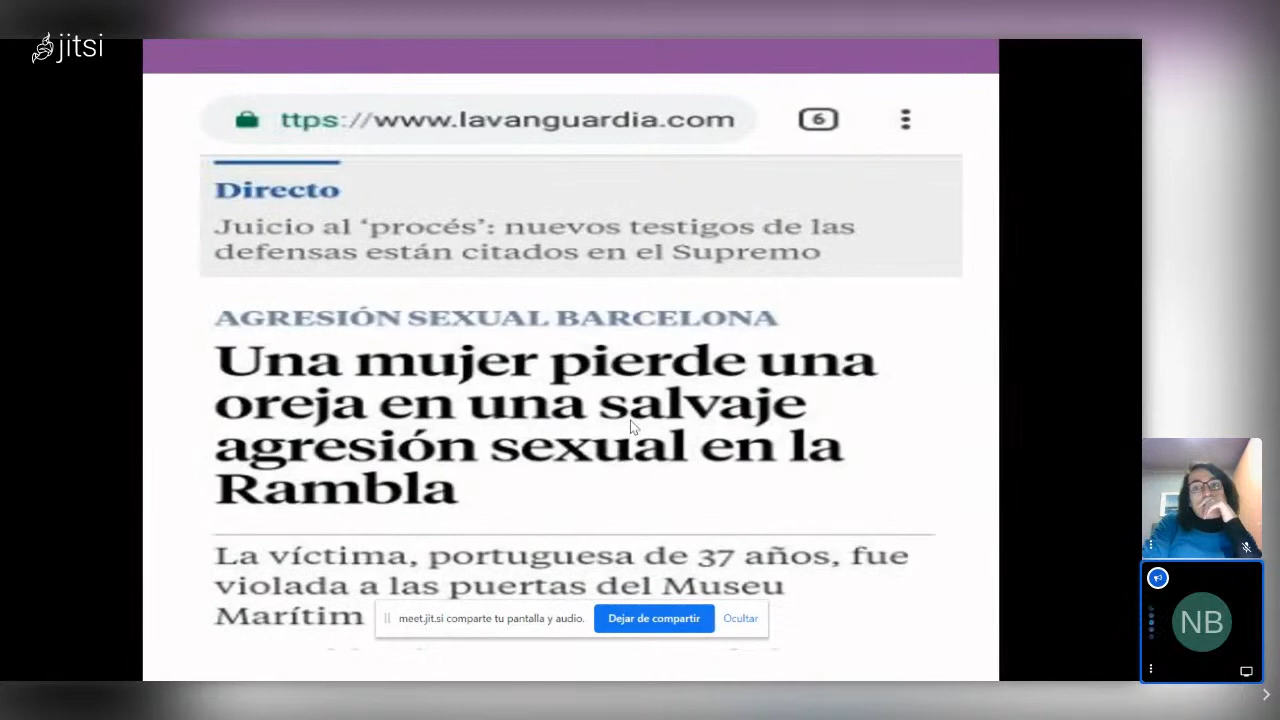 jitsi
ttps://www.lavanguardia.com
6
Directo
Juicio al ‘procés’: nuevos testigos de las
defensas están citados en el Supremo
AGRESIÓN SEXUAL BARCELONA
Una mujer pierde una
oreja en una salvaje
agresión sexual en la
Rambla
La víctima, portuguesa de 37 años, fue
violada a las puertas del Museu
Marítim
meet.jit.si comparte tu pantalla y audio.
Dejar de compartir
Ocultar
NB